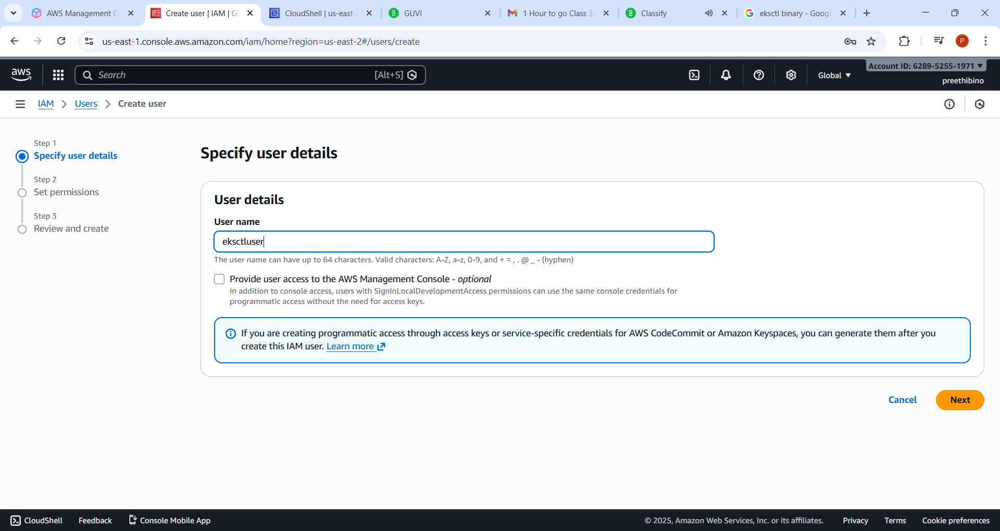 AWS Management C
Create user | IAM | Gl
CloudShell | us-east-2
GUVI
1 Hour to go Class 32
Classify
eksctl binary - Googl
us-east-1.console.aws.amazon.com/iam/home?region=us-east-2#/users/create
P
aws
Search
[Alt+S]
Global
Account ID: 6289-5255-1971
preethibino
IAM
Users
Create user
Step 1
Specify user details
Step 2
Set permissions
Step 3
Review and create
Specify user details
User details
User name
eksctluser
The user name can have up to 64 characters. Valid characters: A-Z, a-z, 0-9, and + = , . @ _ - (hyphen)
Provide user access to the AWS Management Console - optional
In addition to console access, users with SignInLocalDevelopmentAccess permissions can use the same console credentials for
programmatic access without the need for access keys.
If you are creating programmatic access through access keys or service-specific credentials for AWS CodeCommit or Amazon Keyspaces, you can generate them after you
create this IAM user. Learn more
Cancel
Next
CloudShell
Feedback
Console Mobile App
© 2025, Amazon Web Services, Inc. or its affiliates.
Privacy
Terms
Cookie preferences